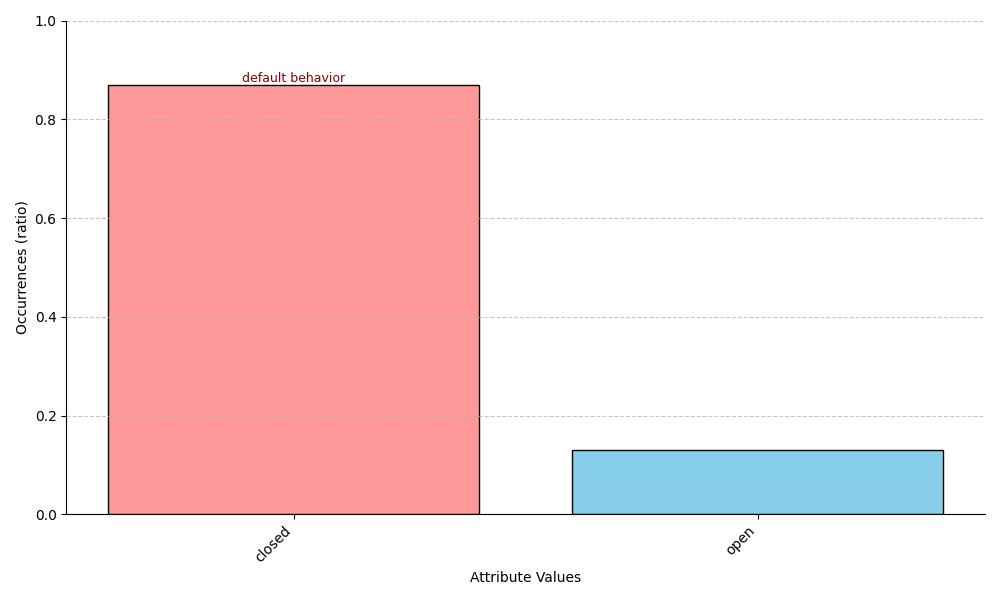 1.0
default behavior
0.8
0.6
Occurrences (ratio)
0.4
0.2
0.0
closed
open
Attribute Values